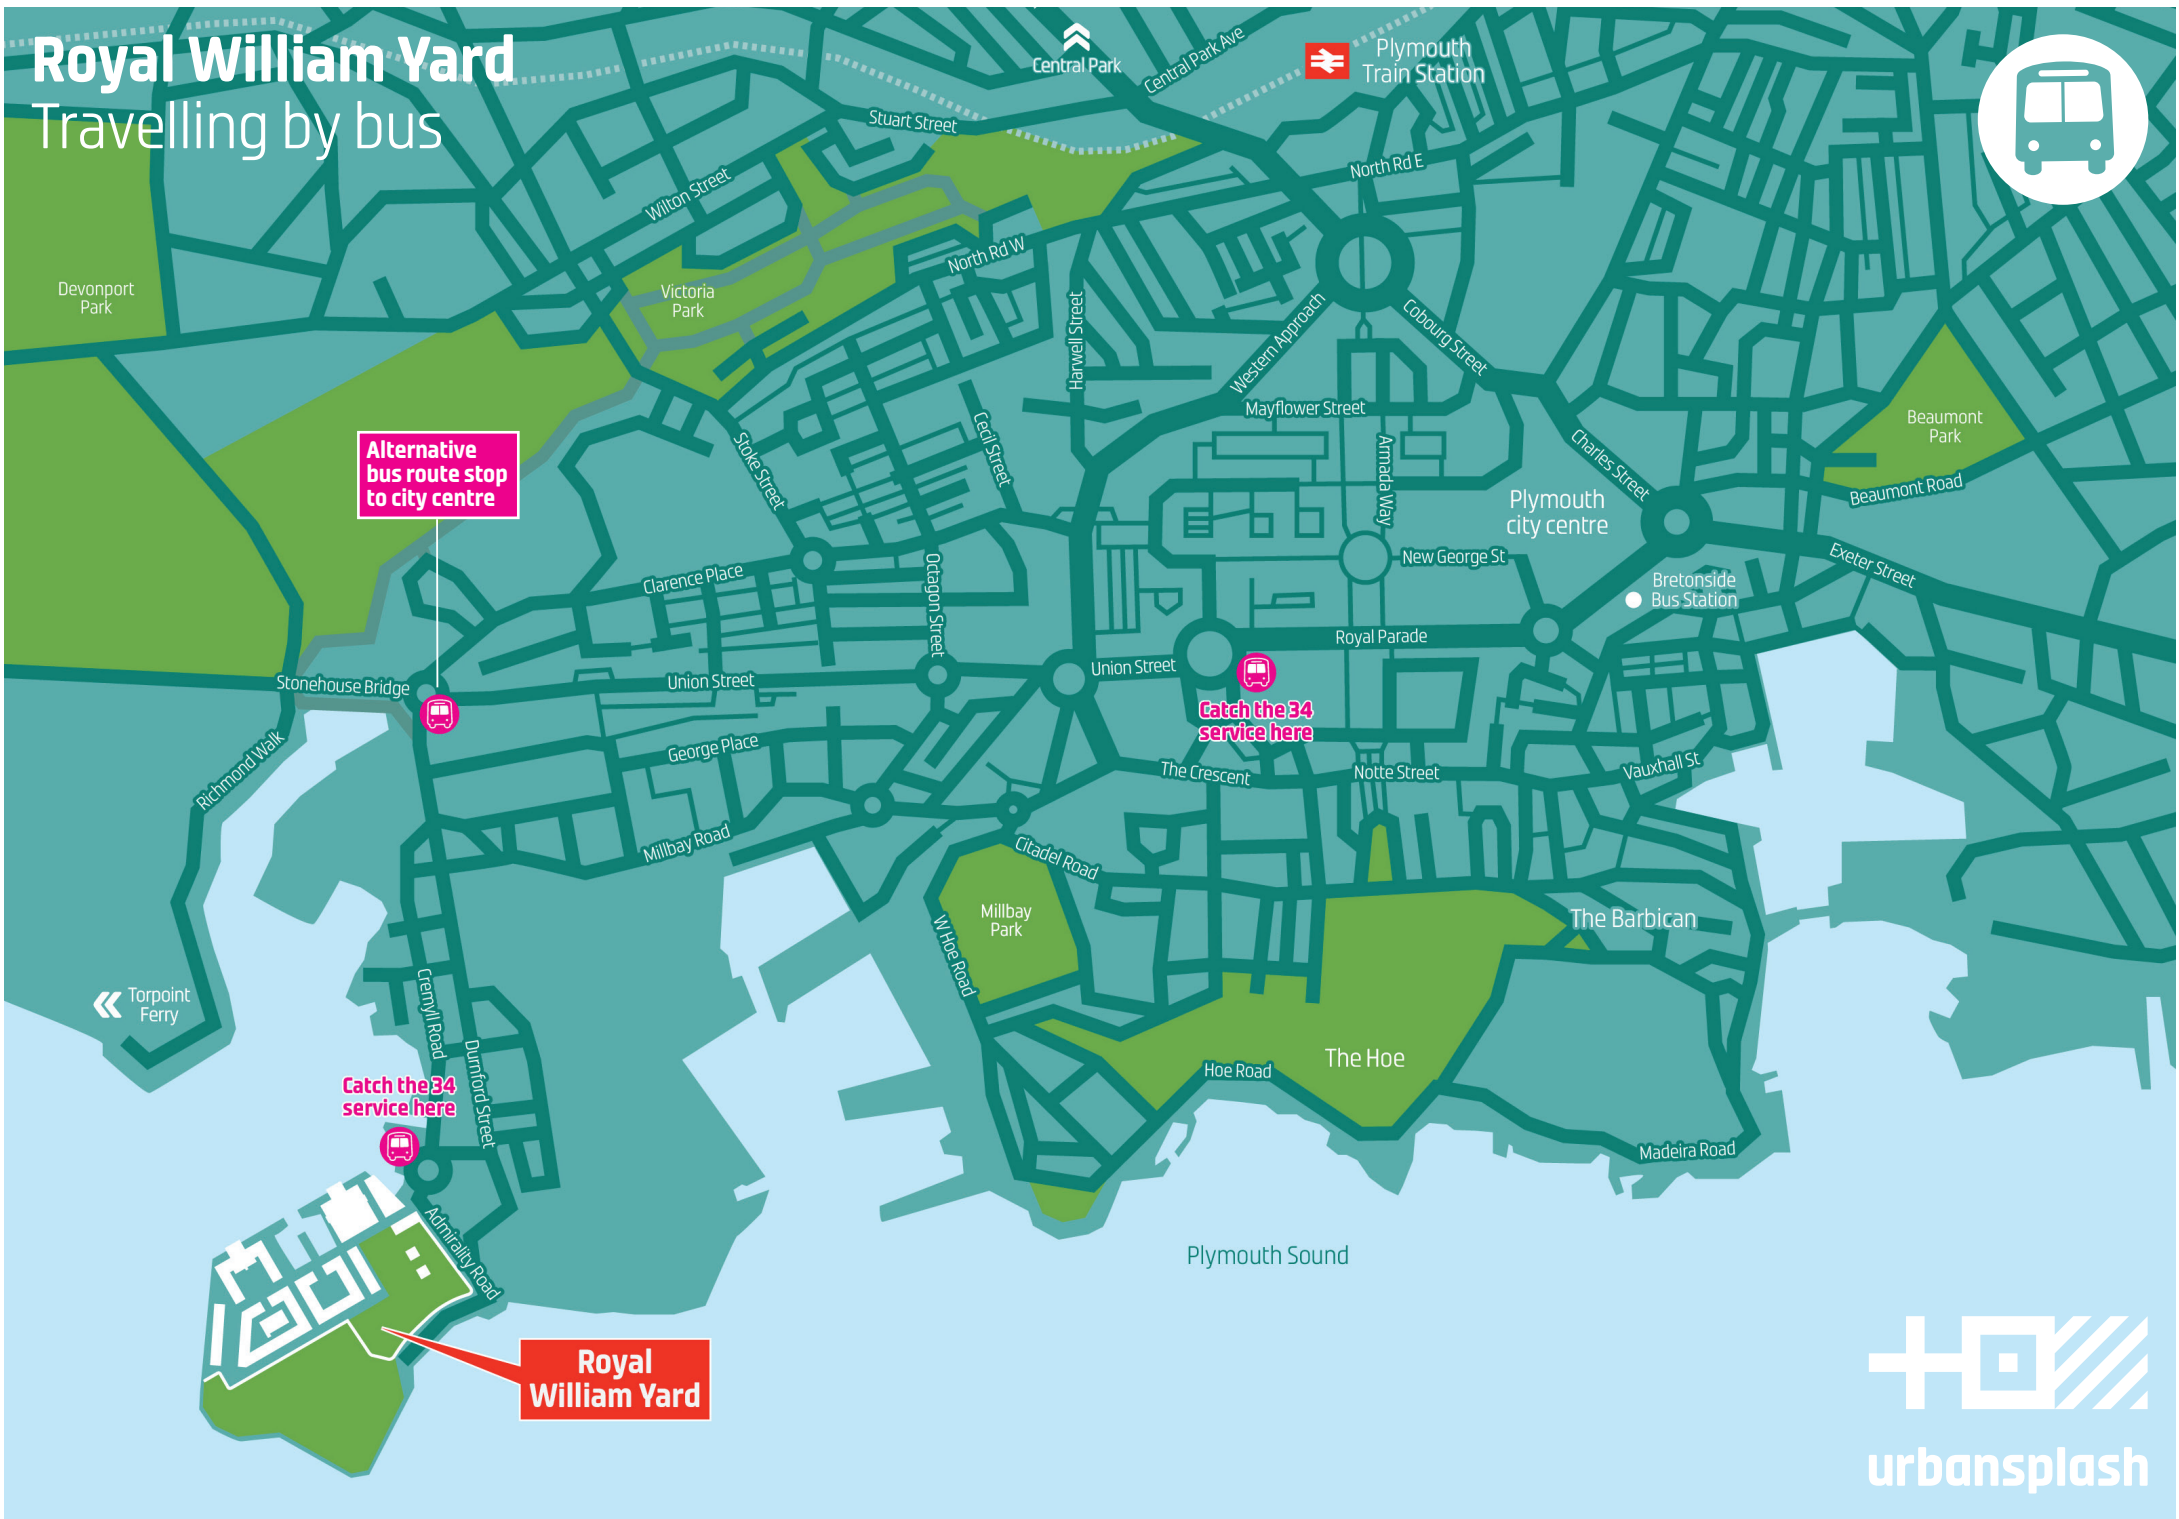 Royal William Yard
Travelling by bus
Central Park
Central Park Ave
Plymouth
Train Station
Stuart Street
North Rd E
Wilton Street
North Rd W
Devonport
Park
Victoria
Park
Harwell Street
Western Approach
Cobourg Street
Mayflower Street
Armada Way
Charles Street
Beaumont
Park
Beaumont Road
Alternative
bus route stop
to city centre
Stoke Street
Cecil Street
Plymouth
city centre
New George St
Exeter Street
Bretonside
Bus Station
Clarence Place
Octagon Street
Royal Parade
Union Street
Stonehouse Bridge
Union Street
Catch the 34
service here
George Place
Richmond Walk
The Crescent
Notte Street
Vauxhall St
Millbay Road
Citadel Road
Millbay
Park
W Hoe Road
The Barbican
Torpoint
Ferry
Cremyll Road
Durnford Street
Hoe Road
The Hoe
Catch the 34
service here
Madeira Road
Admirality Road
Plymouth Sound
Royal
William Yard
urbansplash